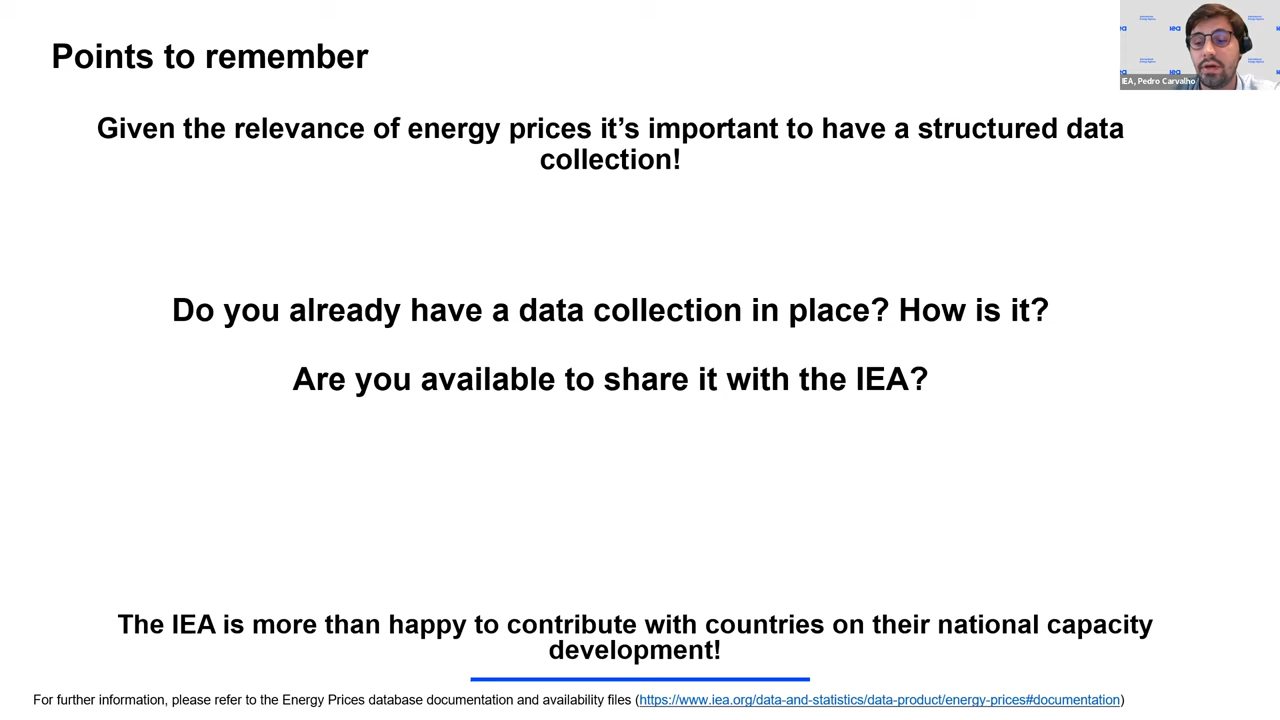 Points to remember
iea
iea
iea
IEA, Pedro Carvalho
Given the relevance of energy prices it's important to have a structured data
collection!
Do you already have a data collection in place? How is it?
Are you available to share it with the IEA?
The IEA is more than happy to contribute with countries on their national capacity
development!
For further information, please refer to the Energy Prices database documentation and availability files (https://www.iea.org/data-and-statistics/data-product/energy-prices#documentation)